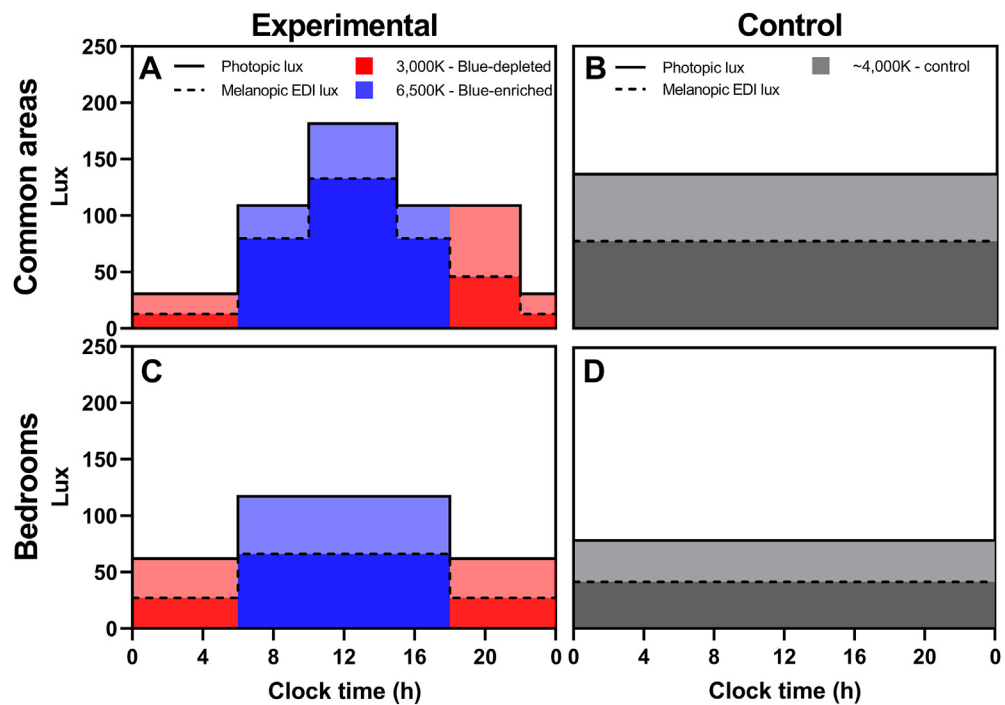 Experimental
Control
Common areas
Lux
250
200
150
100
50
0
A
Photopic lux
Melanopic EDI lux
3,000K - Blue-depleted
6,500K - Blue-enriched
B
Photopic lux
Melanopic EDI lux
~4,000K - control
Bedrooms
Lux
250
200
150
100
50
0
C
D
0 4 8 12 16 20 0
0 4 8 12 16 20 0
Clock time (h)
Clock time (h)